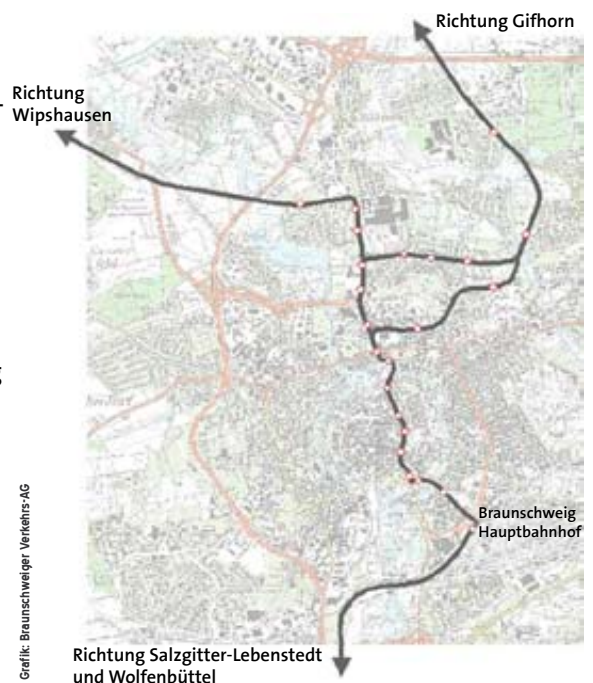 Richtung Gifhorn
Richtung
Wipshausen
Braunschweig
Hauptbahnhof
Richtung Salzgitter-Lebenstedt
und Wolfenbüttel
Grafik: Braunschweiger Verkehrs-AG